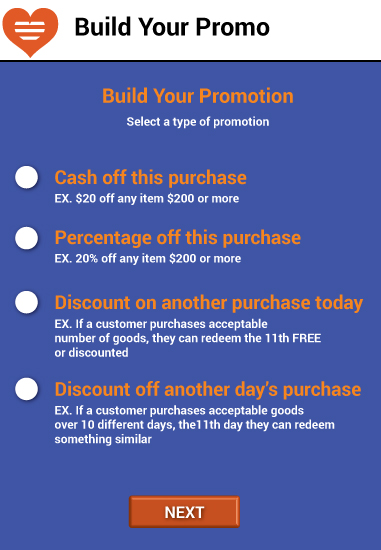 Build Your Promo
Build Your Promotion
Select a type of promotion
Cash off this purchase
EX. $20 off any item $200 or more
Percentage off this purchase
EX. 20% off any item $200 or more
Discount on another purchase today
EX. If a customer purchases acceptable
number of goods, they can redeem the 11th FREE
or discounted
Discount off another day's purchase
EX. If a customer purchases acceptable goods
over 10 different days, the11th day they can redeem
something similar
NEXT